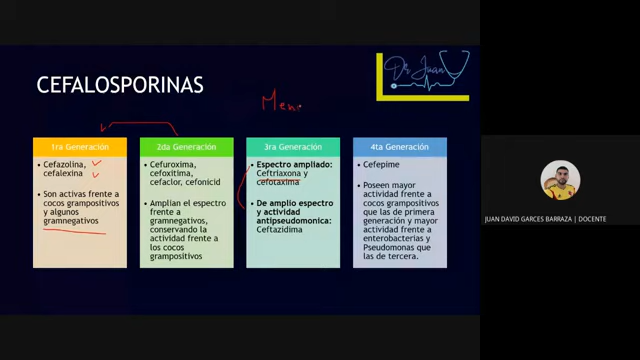 CEFALOSPORINAS
Dr Juan
Men
1ra Generación
Cefazolina,
cefalexina
Son activas frente a
cocos grampositivos
y algunos
gramnegativos
2da Generación
Cefuroxima,
cefoxitima,
cefaclor, cefonicid
Amplian el espectro
frente a
gramnegativos,
conservando la
actividad frente a
los cocos
grampositivos
3ra Generación
Espectro ampliado:
Ceftriaxona y
cefotaxima
De amplio espectro
y actividad
antipseudomonica:
Ceftazidima
4ta Generación
Cefepime
Poseen mayor
actividad frente a
cocos grampositivos
que las de primera
generación y mayor
actividad frente a
enterobacterias y
Pseudomonas que
las de tercera.
JUAN DAVID GARCES BARRAZA | DOCENTE